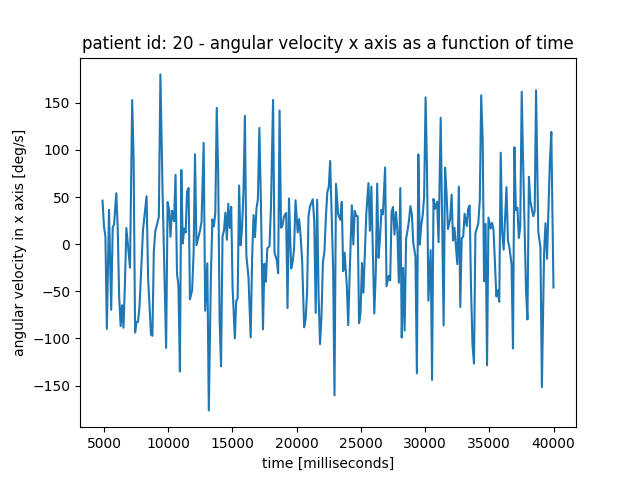 patient id: 20 - angular velocity x axis as a function of time
angular velocity in x axis [deg/s]
150
100
50
0
−50
−100
−150
5000 10000 15000 20000 25000 30000 35000 40000
time [milliseconds]